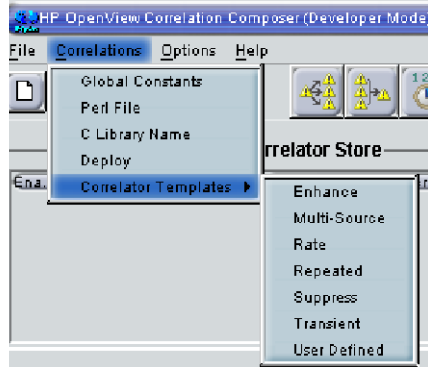 HP OpenView Correlation Composer (Developer Mode
File Correlations Options Help
Global Constants
Perl File
C Library Name
Deploy
Correlator Templates
rrelator Store
Ena.
Enhance
Multi-Source
Rate
Repeated
Suppress
Transient
User Defined